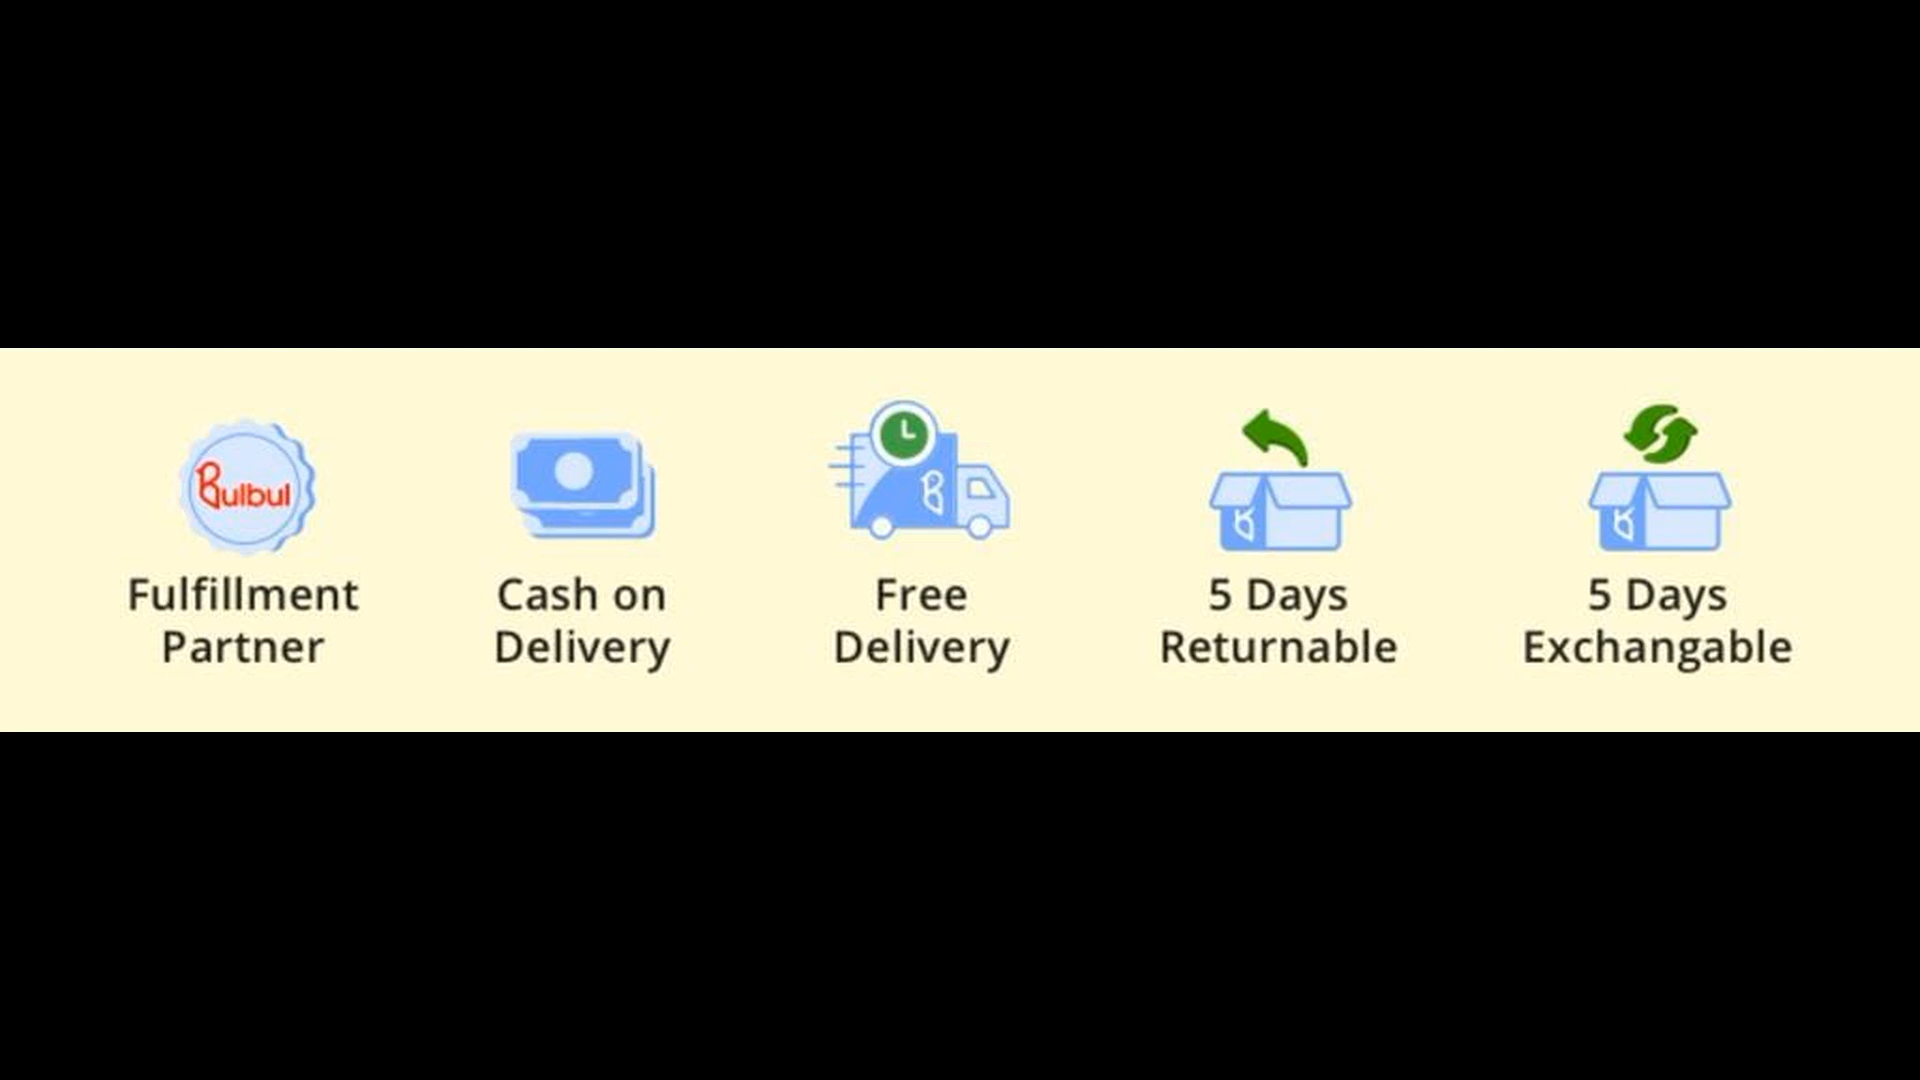 Bulbul
Fulfillment
Partner
Cash on
Delivery
Free
Delivery
5 Days
Returnable
5 Days
Exchangable